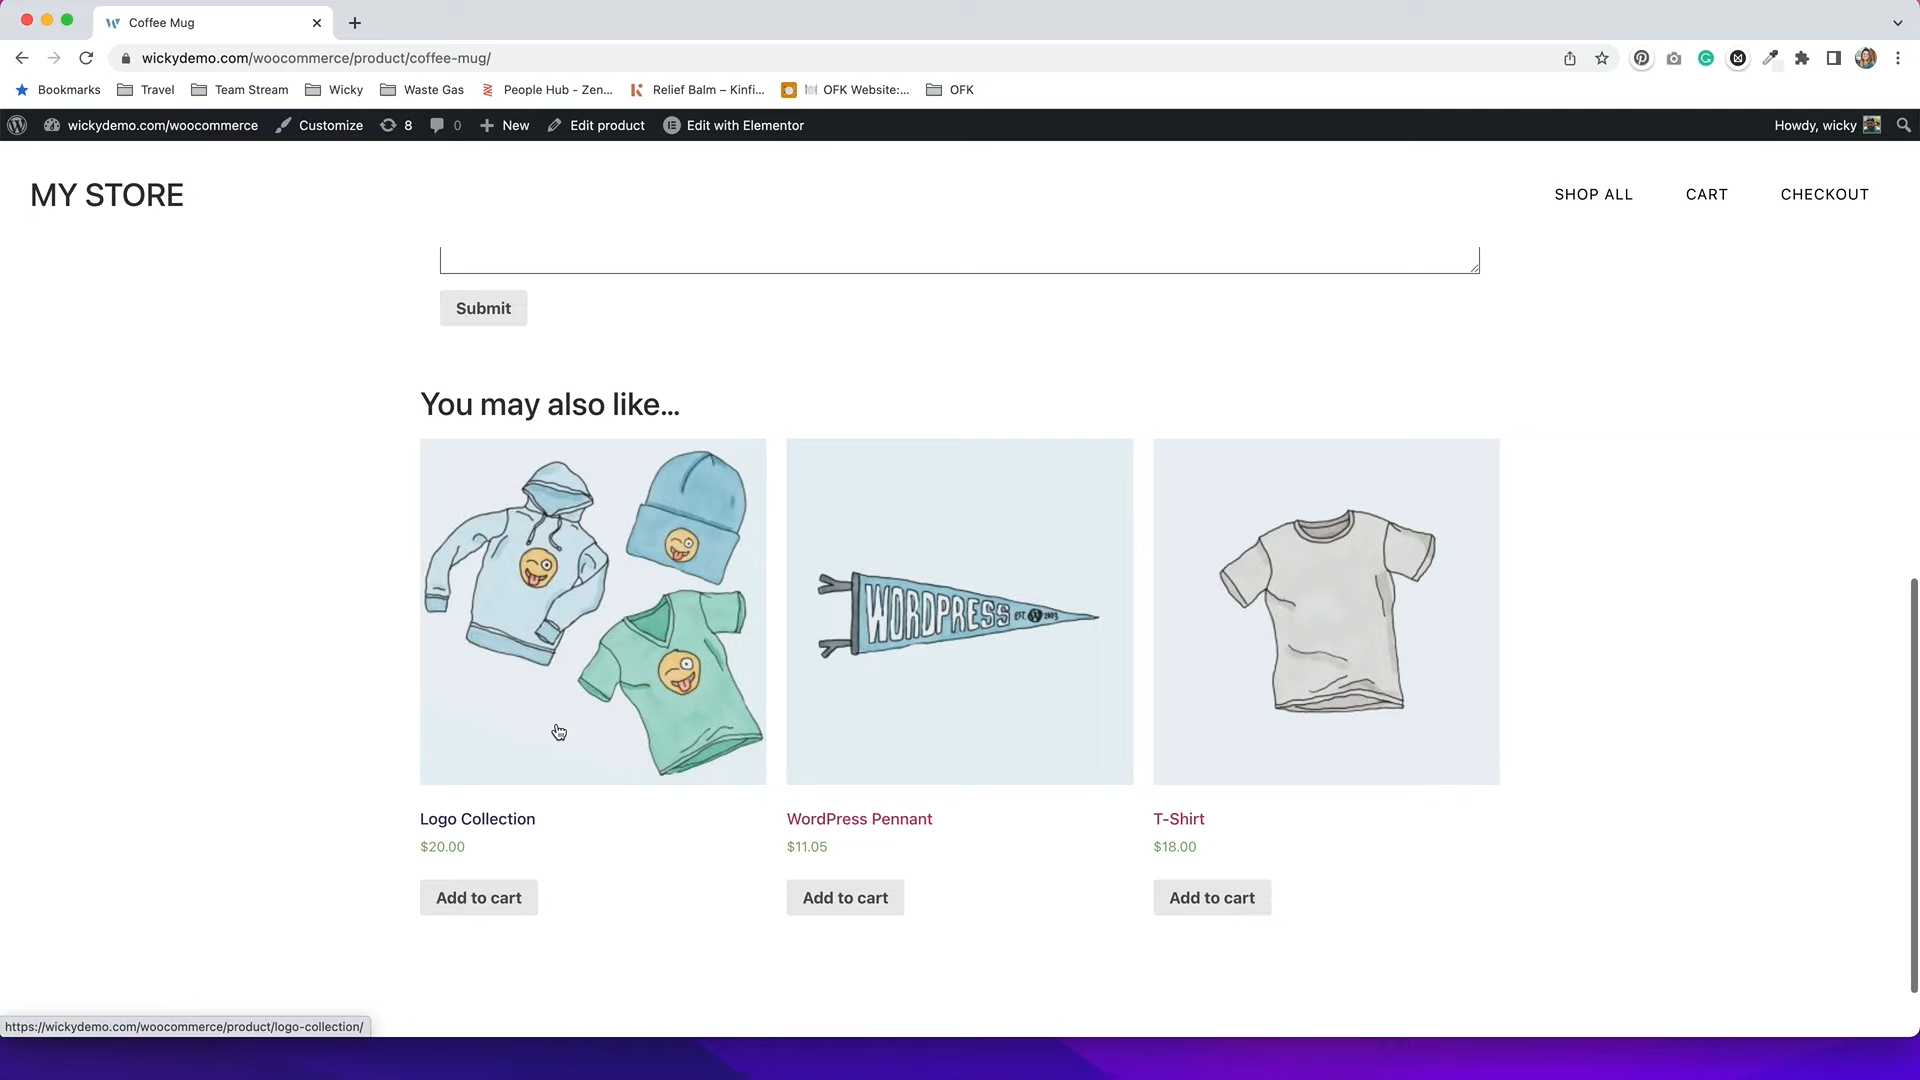 Coffee Mug
wickydemo.com/woocommerce/product/coffee-mug/
Bookmarks Travel Team Stream Wicky Waste Gas People Hub - Zen... Relief Balm – Kinfi... OFK Website:... OFK
wickydemo.com/woocommerce Customize 8 0 New Edit product Edit with Elementor Howdy, wicky
MY STORE SHOP ALL CART CHECKOUT
Submit
You may also like...
WORDPRESS EST. 2003
Logo Collection WordPress Pennant T-Shirt
$20.00 $11.05 $18.00
Add to cart Add to cart Add to cart
https://wickydemo.com/woocommerce/product/logo-collection/